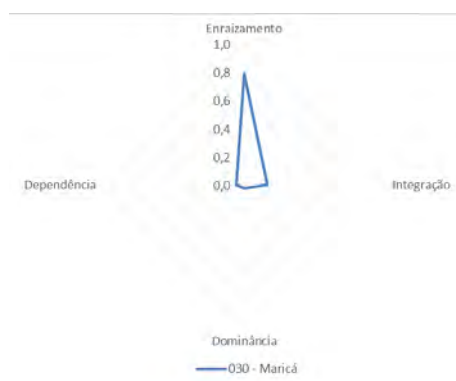 Enraizamento
1,0
0,8
0,6
0,4
0,2
0,0
Dependência
Integração
Dominância
030 - Maricá